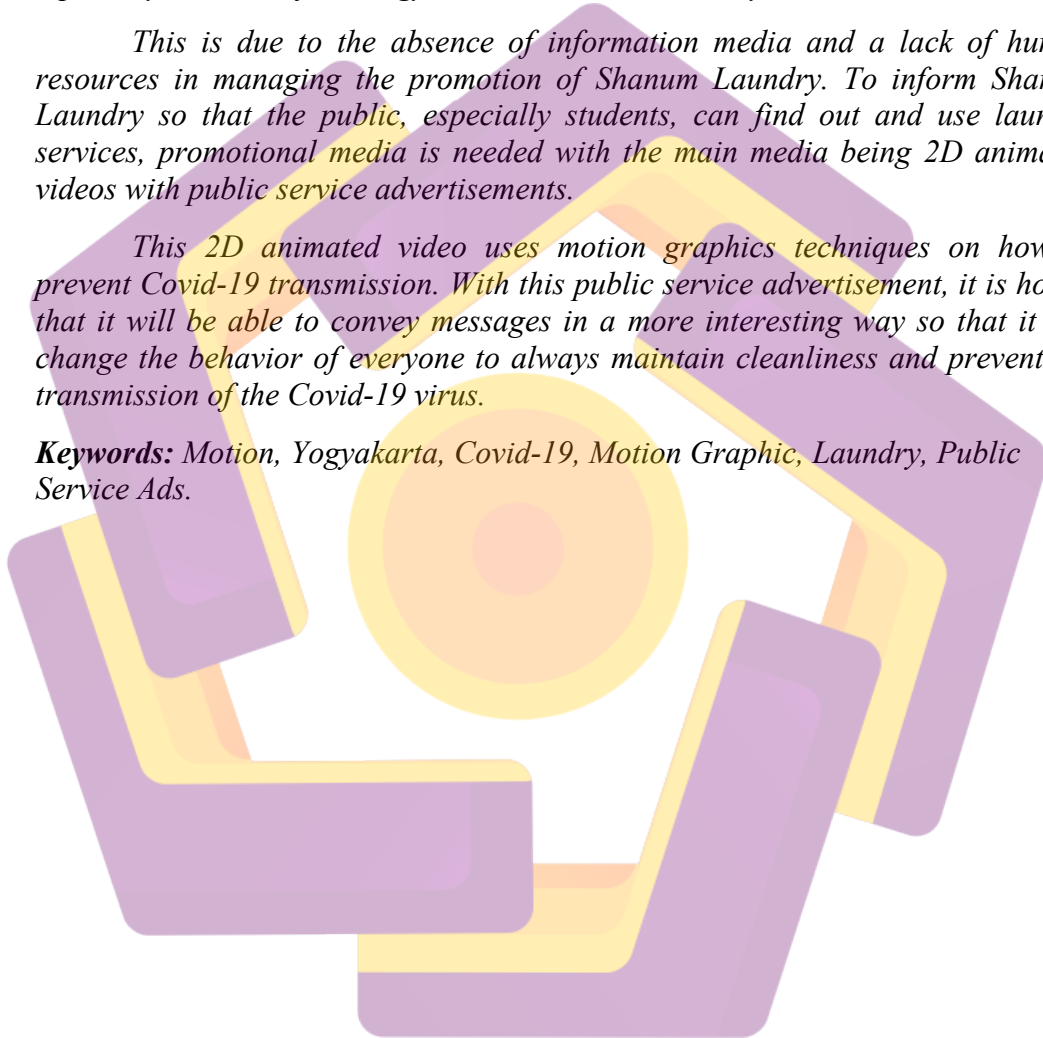 This is due to the absence of information media and a lack of hu
resources in managing the promotion of Shanum Laundry. To inform Sha
Laundry so that the public, especially students, can find out and use laun
services, promotional media is needed with the main media being 2D anima
videos with public service advertisements.
This 2D animated video uses motion graphics techniques on how
prevent Covid-19 transmission. With this public service advertisement, it is ho
that it will be able to convey messages in a more interesting way so that it
change the behavior of everyone to always maintain cleanliness and prevent
transmission of the Covid-19 virus.
Keywords: Motion, Yogyakarta, Covid-19, Motion Graphic, Laundry, Public
Service Ads.